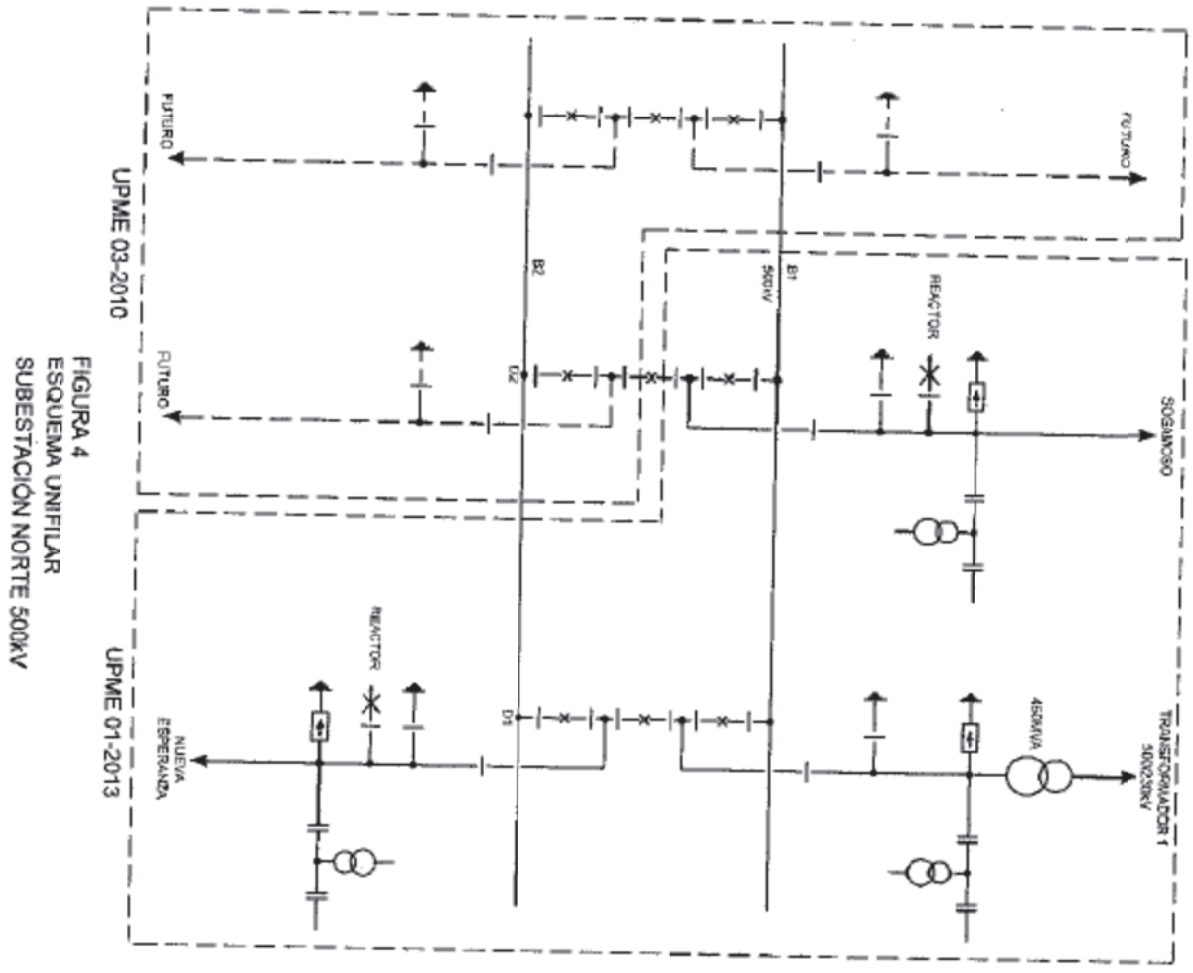 FUTURO
FUTURO
UPME 03-2010
B2
B1
500kV
REACTOR
SOGAMOSO
D2
FUTURO
FIGURA 4
ESQUEMA UNIFILAR
SUBESTACIÓN NORTE 500kV
REACTOR
D1
450MVA
TRANSFORMADOR 1
500/230kV
NUEVA
ESPERANZA
UPME 01-2013